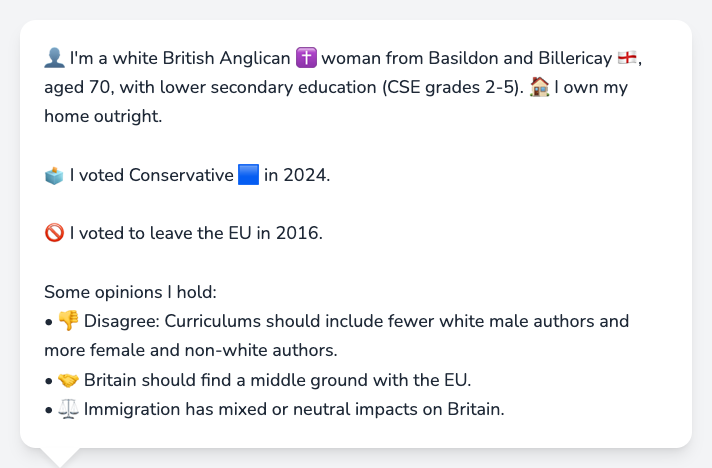 👤 I'm a white British Anglican ✝️ woman from Basildon and Billericay 🏴󠁧󠁢󠁥󠁮󠁧󠁿,
aged 70, with lower secondary education (CSE grades 2-5). 🏠 I own my
home outright.
🗳️ I voted Conservative 🟦 in 2024.
🚫 I voted to leave the EU in 2016.
Some opinions I hold:
• 👎 Disagree: Curriculums should include fewer white male authors and
more female and non-white authors.
• 🤝 Britain should find a middle ground with the EU.
• ⚖️ Immigration has mixed or neutral impacts on Britain.